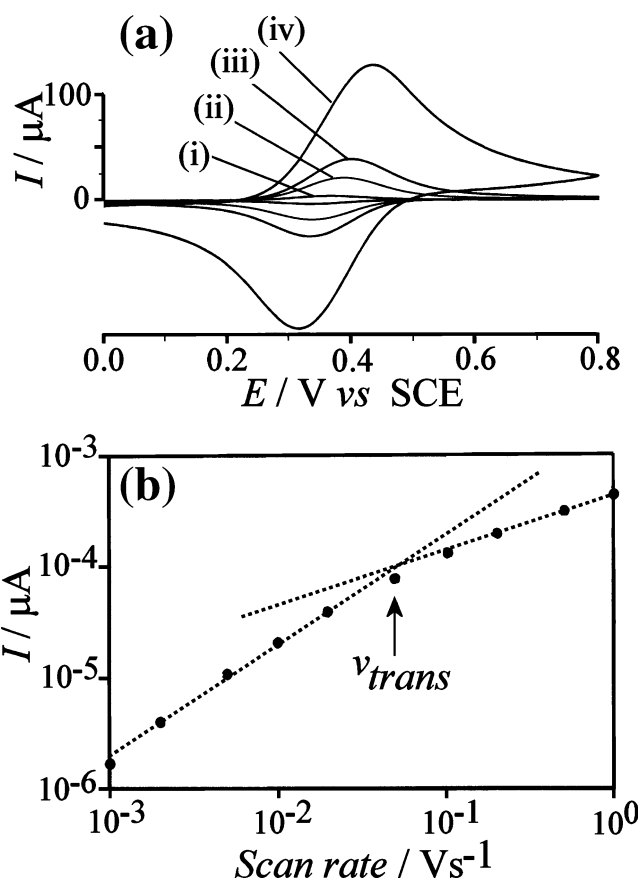 (a)
(iv)
(iii)
(ii)
(i)
I / μA
100
0
0.0 0.2 0.4 0.6 0.8
E / V vs SCE
(b)
I / μA
10-3
10-4
10-5
10-6
vtrans
10-3 10-2 10-1 100
Scan rate / Vs-1